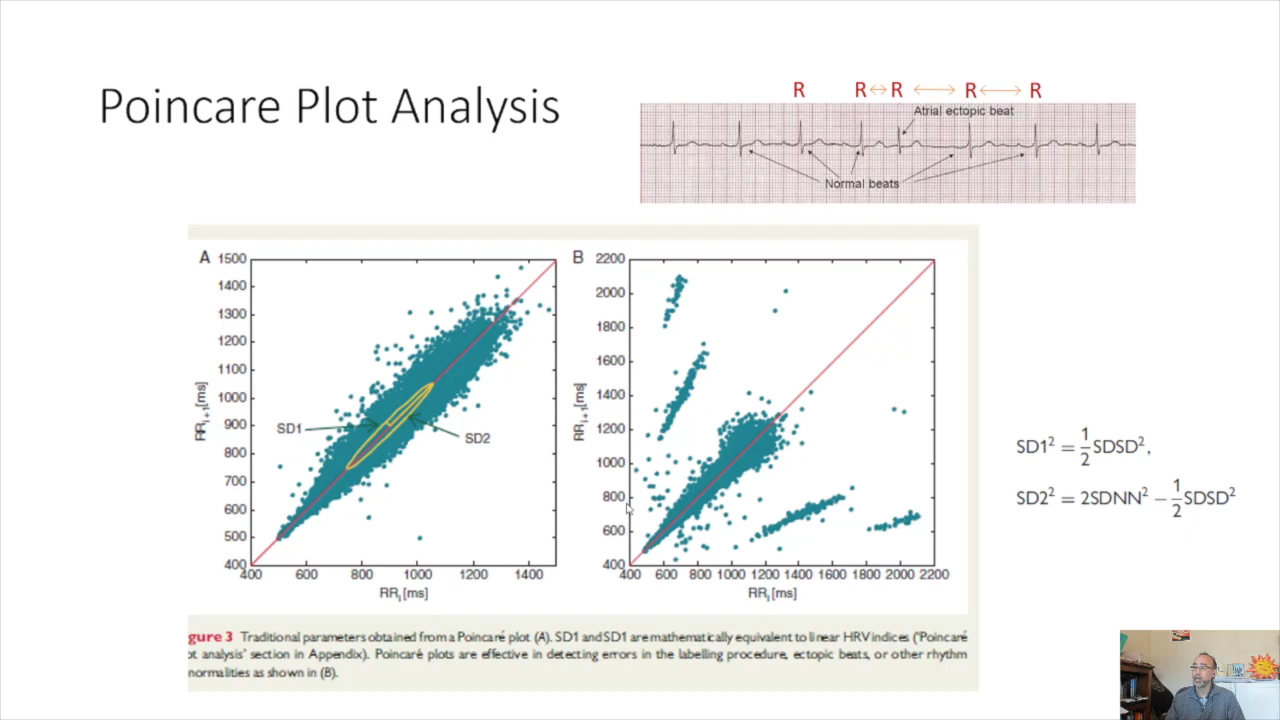 Poincare Plot Analysis
R R R R R
Atrial ectopic beat
Normal beats
A
1500
1400
1300
1200
1100
1000
900
800
700
600
500
400
RRi+1[ms]
SD1
SD2
400 600 800 1000 1200 1400
RRi[ms]
B
2200
2000
1800
1600
1400
1200
1000
800
600
400
RRi+1[ms]
400 600 800 1000 1200 1400 1600 1800 2000 2200
RRi[ms]
SD1² = 1/2 SDSD²,
SD2² = 2SDNN² − 1/2 SDSD²
gure 3 Traditional parameters obtained from a Poincaré plot (A). SD1 and SD1 are mathematically equivalent to linear HRV indices ('Poincaré
ot analysis' section in Appendix). Poincaré plots are effective in detecting errors in the labelling procedure, ectopic beats, or other rhythm
normalities as shown in (B).